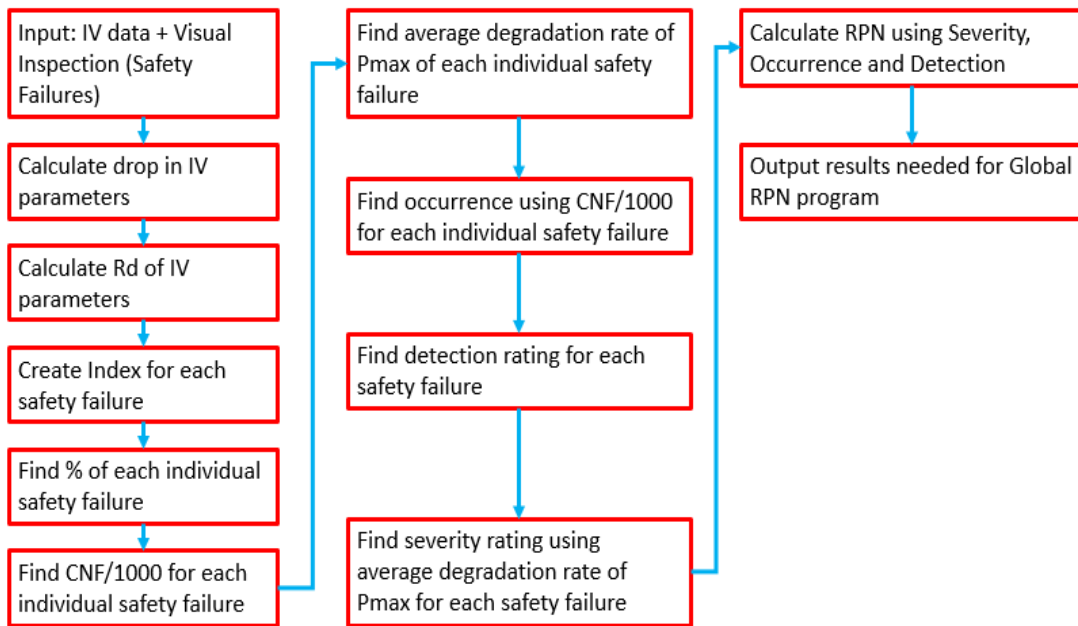 Input: IV data + Visual
Inspection (Safety
Failures)
Calculate drop in IV
parameters
Calculate Rd of IV
parameters
Create Index for each
safety failure
Find % of each individual
safety failure
Find CNF/1000 for each
individual safety failure
Find average degradation rate of
Pmax of each individual safety
failure
Find occurrence using CNF/1000
for each individual safety failure
Find detection rating for each
safety failure
Find severity rating using
average degradation rate of
Pmax for each safety failure
Calculate RPN using Severity,
Occurrence and Detection
Output results needed for Global
RPN program